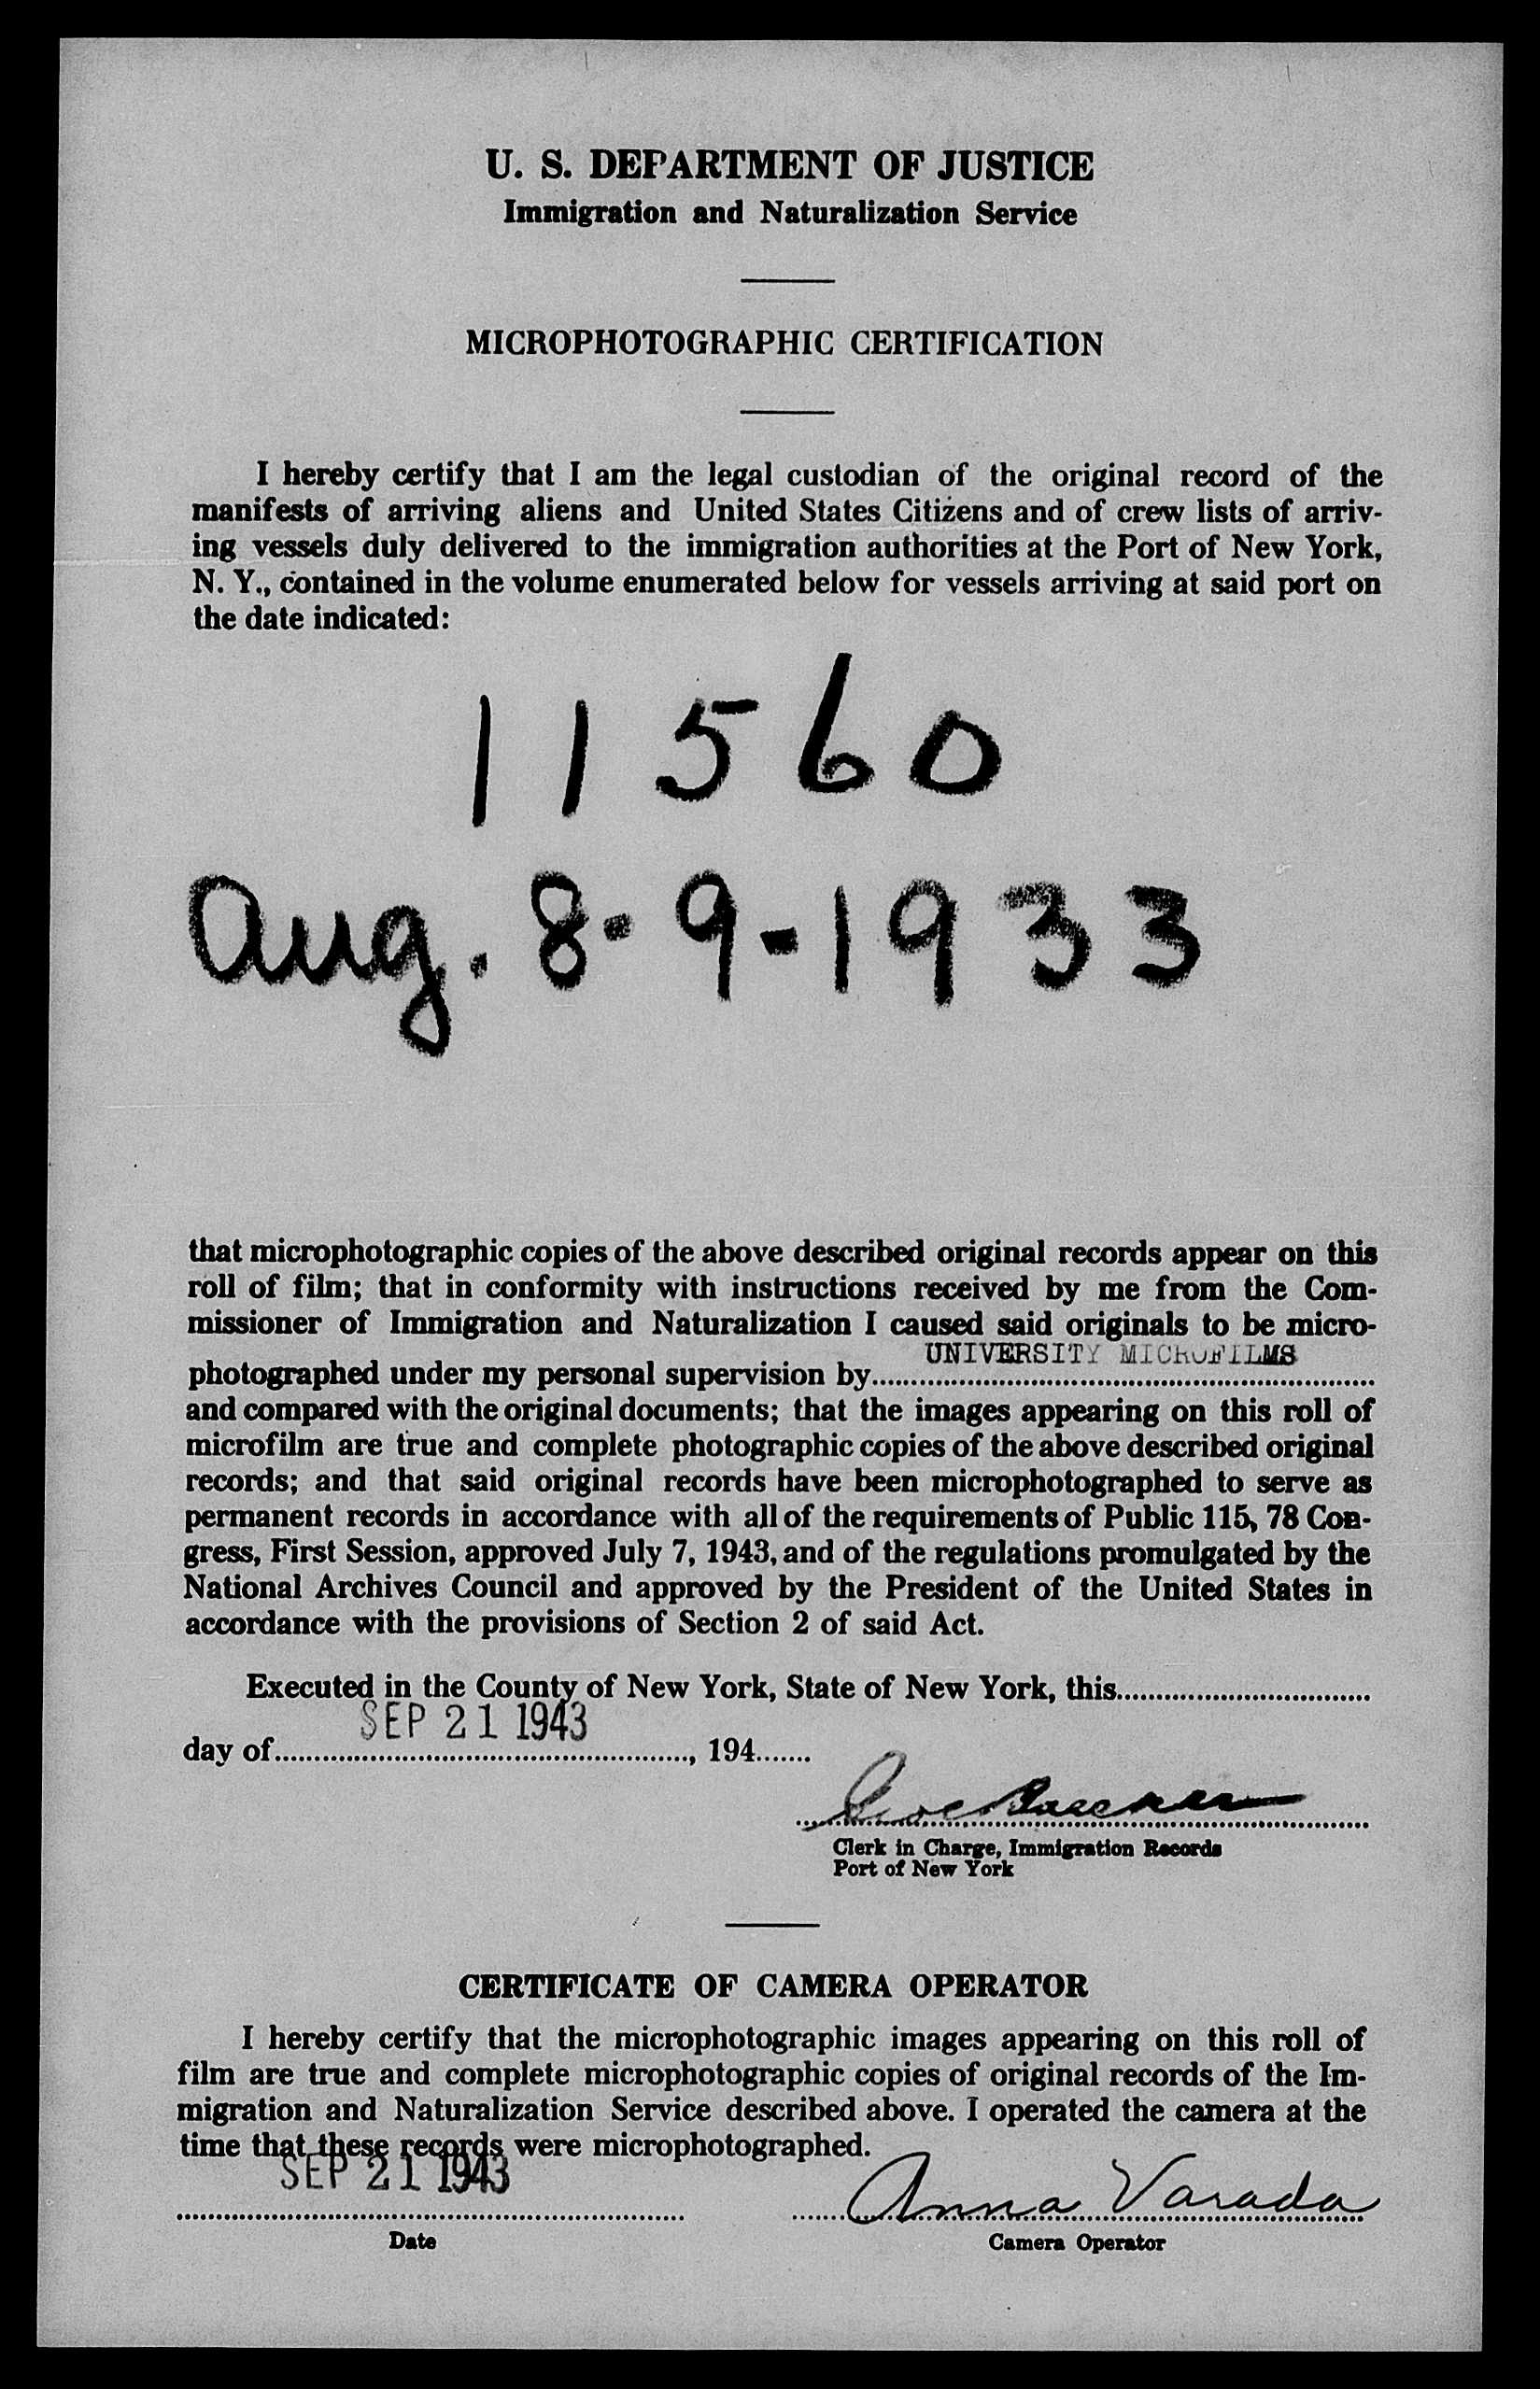 U. S. DEPARTMENT OF JUSTICE
Immigration and Naturalization Service
MICROPHOTOGRAPHIC CERTIFICATION
I hereby certify that I am the legal custodian of the original record of the
manifests of arriving aliens and United States Citizens and of crew lists of arriv-
ing vessels duly delivered to the immigration authorities at the Port of New York,
N. Y., contained in the volume enumerated below for vessels arriving at said port on
the date indicated:
11560
Aug. 8-9-1933
that microphotographic copies of the above described original records appear on this
roll of film; that in conformity with instructions received by me from the Com-
missioner of Immigration and Naturalization I caused said originals to be micro-
UNIVERSITY MICROFILMS
photographed under my personal supervision by
and compared with the original documents; that the images appearing on this roll of
microfilm are true and complete photographic copies of the above described original
records; and that said original records have been microphotographed to serve as
permanent records in accordance with all of the requirements of Public 115, 78 Con-
gress, First Session, approved July 7, 1943, and of the regulations promulgated by the
National Archives Council and approved by the President of the United States in
accordance with the provisions of Section 2 of said Act.
Executed in the County of New York, State of New York, this
SEP 21 1943
day of, 194
Clerk in Charge, Immigration Records
Port of New York
CERTIFICATE OF CAMERA OPERATOR
I hereby certify that the microphotographic images appearing on this roll of
film are true and complete microphotographic copies of original records of the Im-
migration and Naturalization Service described above. I operated the camera at the
time that these records were microphotographed.
SEP 21 1943
Anna Varada
Date
Camera Operator